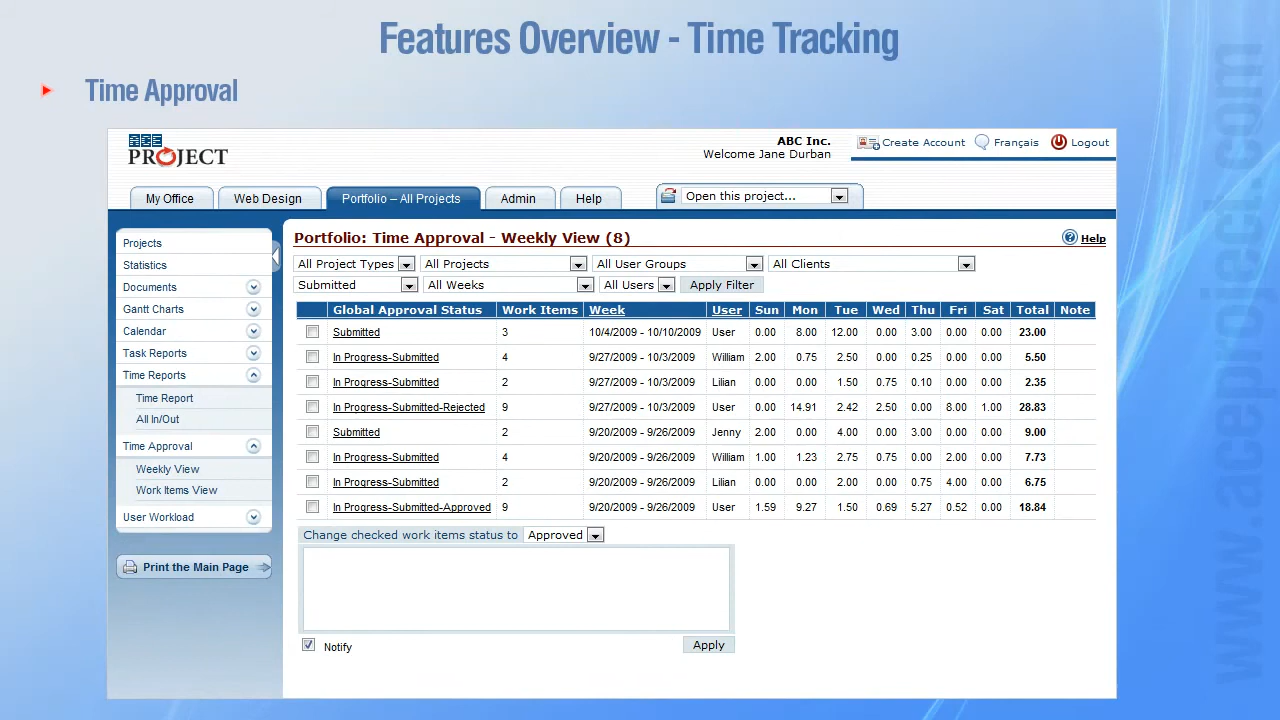 Features Overview - Time Tracking
Time Approval
PROJECT
ABC Inc.
Welcome Jane Durban
Create Account Français Logout
My Office Web Design Portfolio – All Projects Admin Help Open this project...
Projects
Statistics
Documents
Gantt Charts
Calendar
Task Reports
Time Reports
Time Report
All In/Out
Time Approval
Weekly View
Work Items View
User Workload
Print the Main Page
Portfolio: Time Approval - Weekly View (8) Help
All Project Types All Projects All User Groups All Clients
Submitted All Weeks All Users Apply Filter
Global Approval Status Work Items Week User Sun Mon Tue Wed Thu Fri Sat Total Note
Submitted 3 10/4/2009 - 10/10/2009 User 0.00 8.00 12.00 0.00 3.00 0.00 0.00 23.00
In Progress-Submitted 4 9/27/2009 - 10/3/2009 William 2.00 0.75 2.50 0.00 0.25 0.00 0.00 5.50
In Progress-Submitted 2 9/27/2009 - 10/3/2009 Lilian 0.00 0.00 1.50 0.75 0.10 0.00 0.00 2.35
In Progress-Submitted-Rejected 9 9/27/2009 - 10/3/2009 User 0.00 14.91 2.42 2.50 0.00 8.00 1.00 28.83
Submitted 2 9/20/2009 - 9/26/2009 Jenny 2.00 0.00 4.00 0.00 3.00 0.00 0.00 9.00
In Progress-Submitted 4 9/20/2009 - 9/26/2009 William 1.00 1.23 2.75 0.75 0.00 2.00 0.00 7.73
In Progress-Submitted 2 9/20/2009 - 9/26/2009 Lilian 0.00 0.00 2.00 0.00 0.75 4.00 0.00 6.75
In Progress-Submitted-Approved 9 9/20/2009 - 9/26/2009 User 1.59 9.27 1.50 0.69 5.27 0.52 0.00 18.84
Change checked work items status to Approved
Notify Apply
www.aceproject.com